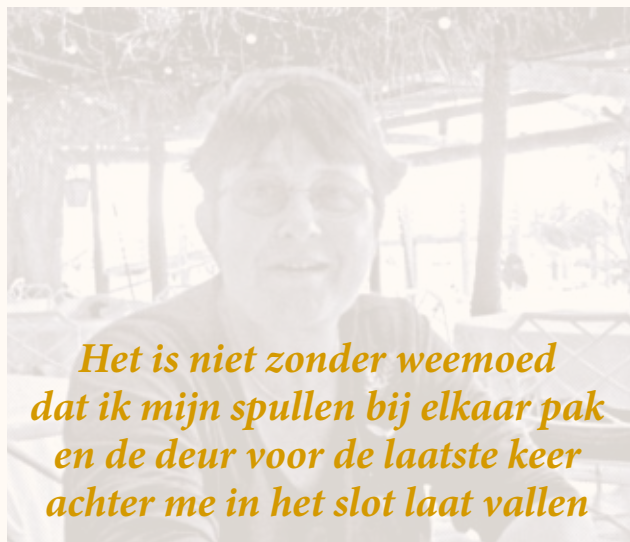 Het is niet zonder weemoed
dat ik mijn spullen bij elkaar pak
en de deur voor de laatste keer
achter me in het slot laat vallen